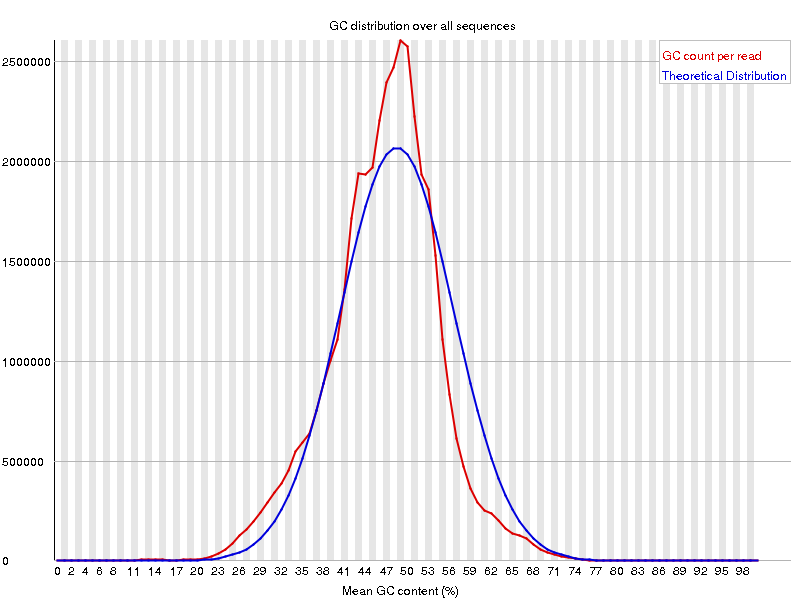 GC distribution over all sequences
GC count per read
Theoretical Distribution
2500000
2000000
1500000
1000000
500000
0
0 2 4 6 8 11 14 17 20 23 26 29 32 35 38 41 44 47 50 53 56 59 62 65 68 71 74 77 80 83 86 89 92 95 98
Mean GC content (%)